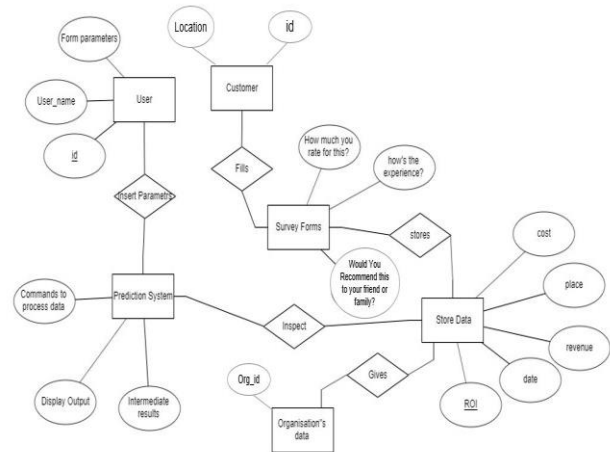 Form parameters
User_name
id
User
Insert Parametrs
Location
id
Customer
Fills
How much you
rate for this?
how's the
experience?
Survey Forms
Would You
Recommend this
to your friend or
family?
stores
cost
place
revenue
date
ROI
Store Data
Commands to
process data
Prediction System
Display Output
Intermediate
results
Inspect
Gives
Org_id
Organisation"s
data